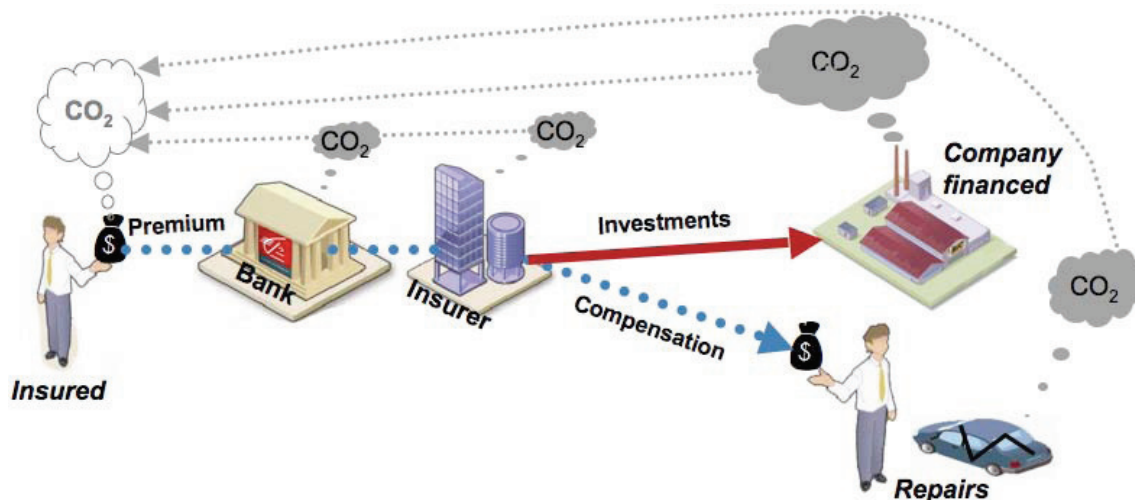 CO₂
CO₂
CO₂
CO₂
Company
financed
Premium
$
Investments
Bank
Insurer
Compensation
CO₂
$
Insured
Repairs